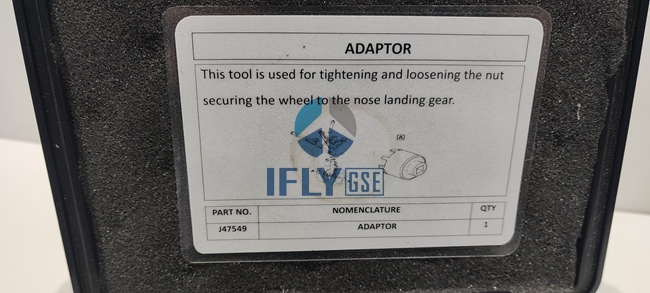 ADAPTOR
This tool is used for tightening and loosening the nut
securing the wheel to the nose landing gear.
A
IFLY GSE
PART NO. NOMENCLATURE QTY
J47549 ADAPTOR 1